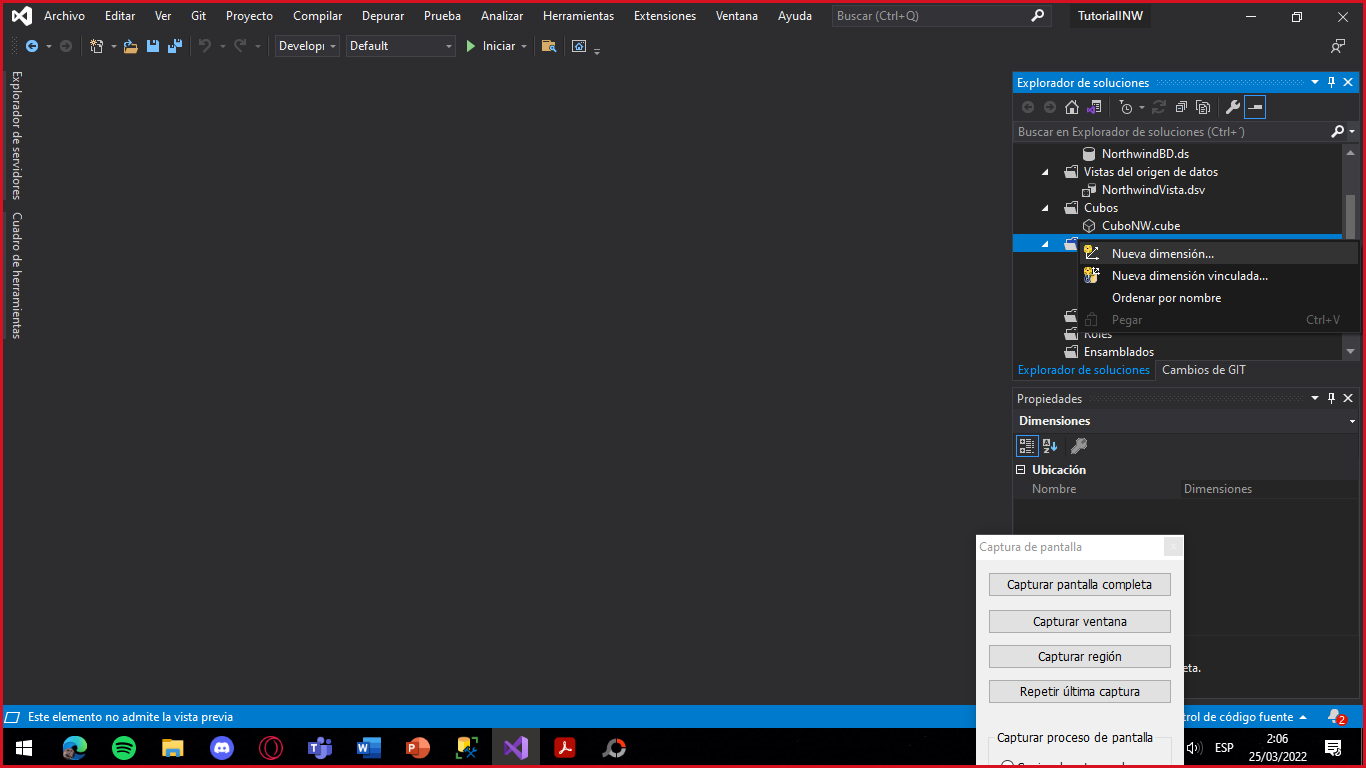 Archivo Editar Ver Git Proyecto Compilar Depurar Prueba Analizar Herramientas Extensiones Ventana Ayuda Buscar (Ctrl+Q) TutorialINW
Develop Default Iniciar
Explorador de servidores
Cuadro de herramientas
Explorador de soluciones
Buscar en Explorador de soluciones (Ctrl+´)
NorthwindBD.ds
Vistas del origen de datos
NorthwindVista.dsv
Cubos
CuboNW.cube
Nueva dimensión...
Nueva dimensión vinculada...
Ordenar por nombre
Pegar Ctrl+V
Roles
Ensamblados
Explorador de soluciones Cambios de GIT
Propiedades
Dimensiones
Ubicación
Nombre Dimensiones
Captura de pantalla
Capturar pantalla completa
Capturar ventana
Capturar región
Repetir última captura
Capturar proceso de pantalla
Este elemento no admite la vista previa
de código fuente
2
ESP
2:06
25/03/2022